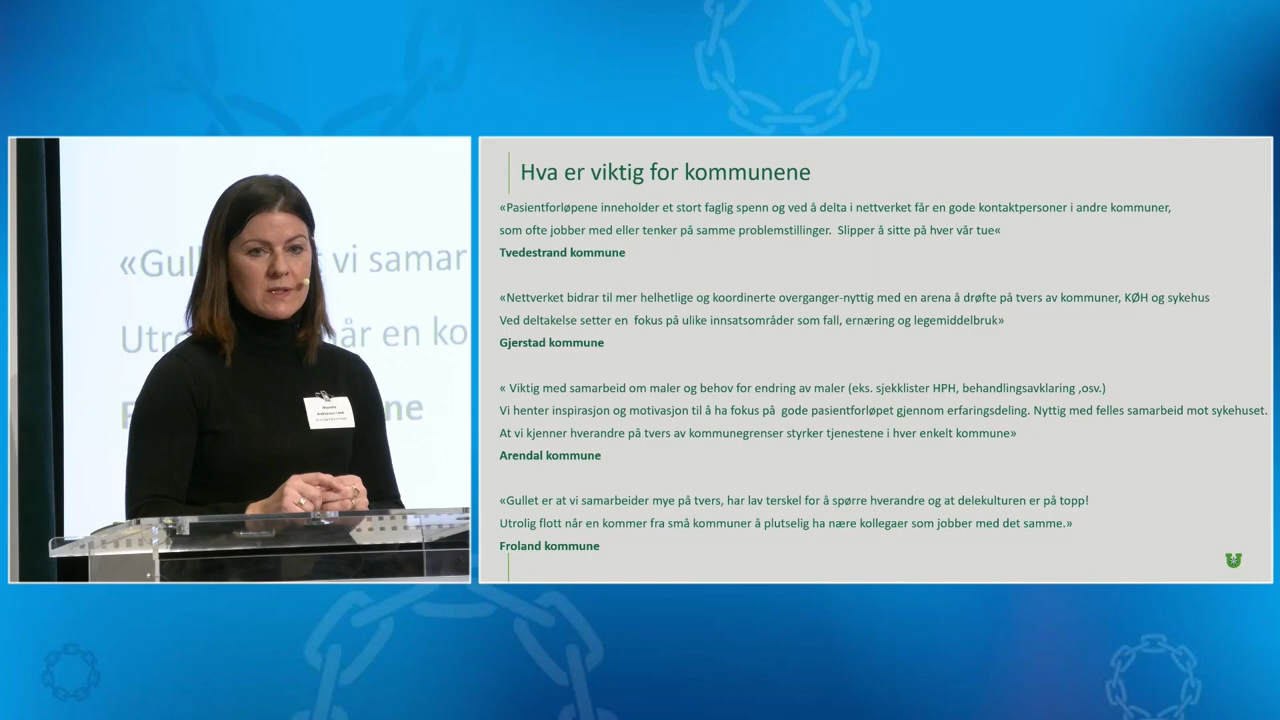 «Gul
vi samar
Utro
når en ko
ne
Hva er viktig for kommunene
«Pasientforløpene inneholder et stort faglig spenn og ved å delta i nettverket får en gode kontaktpersoner i andre kommuner,
som ofte jobber med eller tenker på samme problemstillinger.  Slipper å sitte på hver vår tue«
Tvedestrand kommune
«Nettverket bidrar til mer helhetlige og koordinerte overganger-nyttig med en arena å drøfte på tvers av kommuner, KØH og sykehus
Ved deltakelse setter en  fokus på ulike innsatsområder som fall, ernæring og legemiddelbruk»
Gjerstad kommune
« Viktig med samarbeid om maler og behov for endring av maler (eks. sjekklister HPH, behandlingsavklaring ,osv.)
Vi henter inspirasjon og motivasjon til å ha fokus på  gode pasientforløpet gjennom erfaringsdeling. Nyttig med felles samarbeid mot sykehuset.
At vi kjenner hverandre på tvers av kommunegrenser styrker tjenestene i hver enkelt kommune»
Arendal kommune
«Gullet er at vi samarbeider mye på tvers, har lav terskel for å spørre hverandre og at delekulturen er på topp!
Utrolig flott når en kommer fra små kommuner å plutselig ha nære kollegaer som jobber med det samme.»
Froland kommune